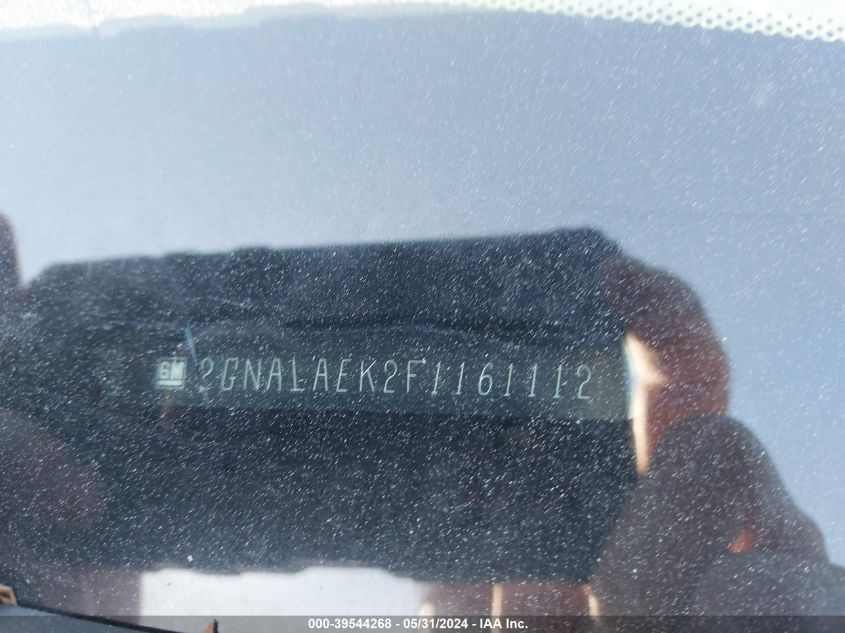 GM 2GNALAEK2F1161112
000-39544268 - 05/31/2024 - IAA Inc.